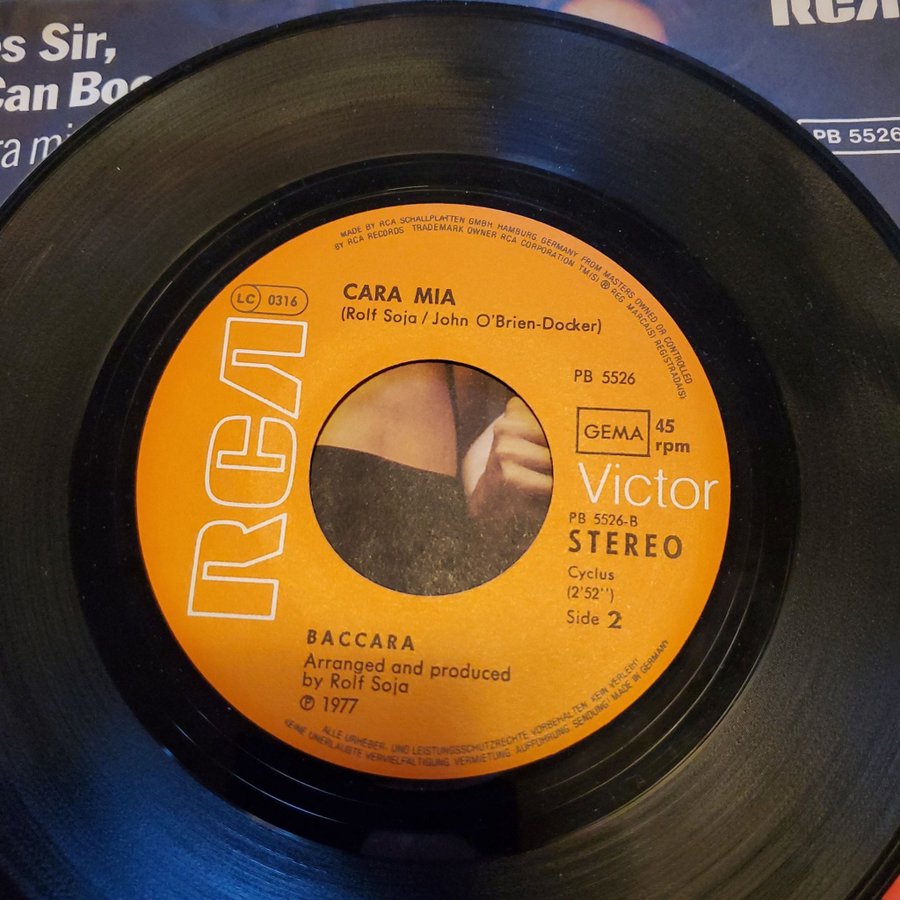 es Sir,
Can Boo
ra mi
RCA
PB 5526
MADE BY RCA SCHALLPLATTEN GMBH, HAMBURG GERMANY FROM MASTERS OWNED OR CONTROLLED
BY RCA RECORDS TRADEMARK OWNER RCA CORPORATION TM(S) ® REG. MARCA(S) REGISTRADA(S)
LC 0316
CARA MIA
(Rolf Soja / John O'Brien-Docker)
PB 5526
GEMA 45
rpm
RCA
Victor
PB 5526-B
STEREO
Cyclus
(2'52'')
Side 2
BACCARA
Arranged and produced
by Rolf Soja
℗ 1977
ALLE URHEBER- UND LEISTUNGSSCHUTZRECHTE VORBEHALTEN KEIN VERLEIH!
KEINE UNERLAUBTE VERVIELFÄLTIGUNG, VERMIETUNG, AUFFÜHRUNG, SENDUNG! MADE IN GERMANY